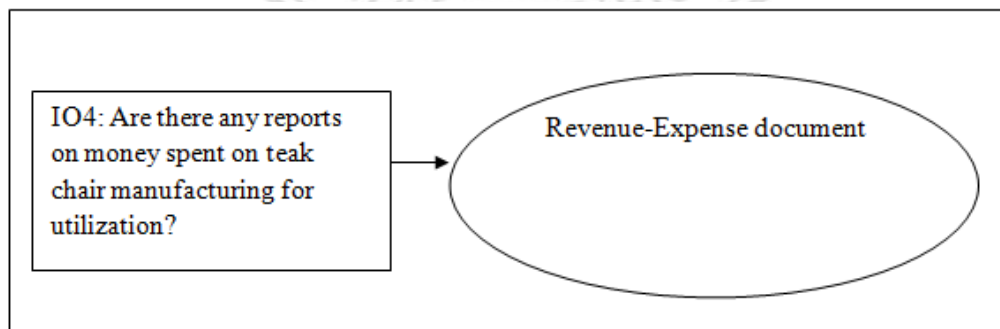 IO4: Are there any reports
on money spent on teak
chair manufacturing for
utilization?
Revenue-Expense document